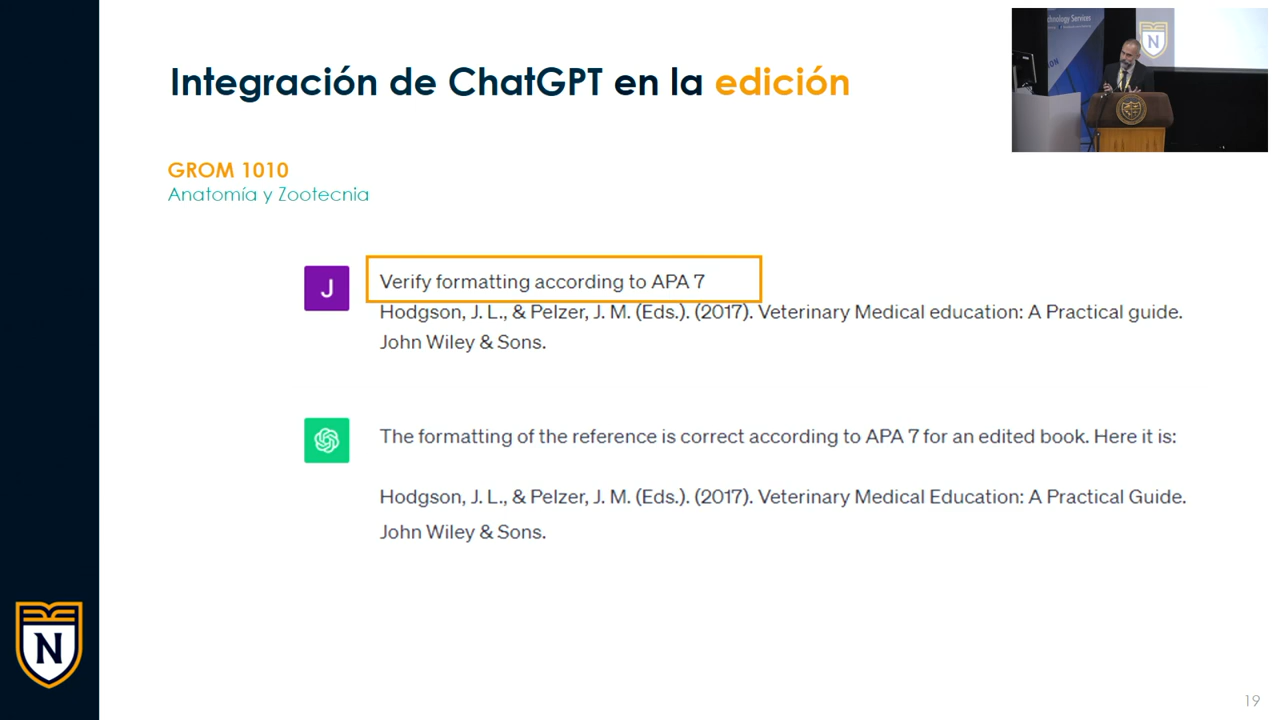 Integración de ChatGPT en la edición
GROM 1010
Anatomía y Zootecnia
J
Verify formatting according to APA 7
Hodgson, J. L., & Pelzer, J. M. (Eds.). (2017). Veterinary Medical education: A Practical guide.
John Wiley & Sons.
The formatting of the reference is correct according to APA 7 for an edited book. Here it is:
Hodgson, J. L., & Pelzer, J. M. (Eds.). (2017). Veterinary Medical Education: A Practical Guide.
John Wiley & Sons.
N
19
Technology Services
N